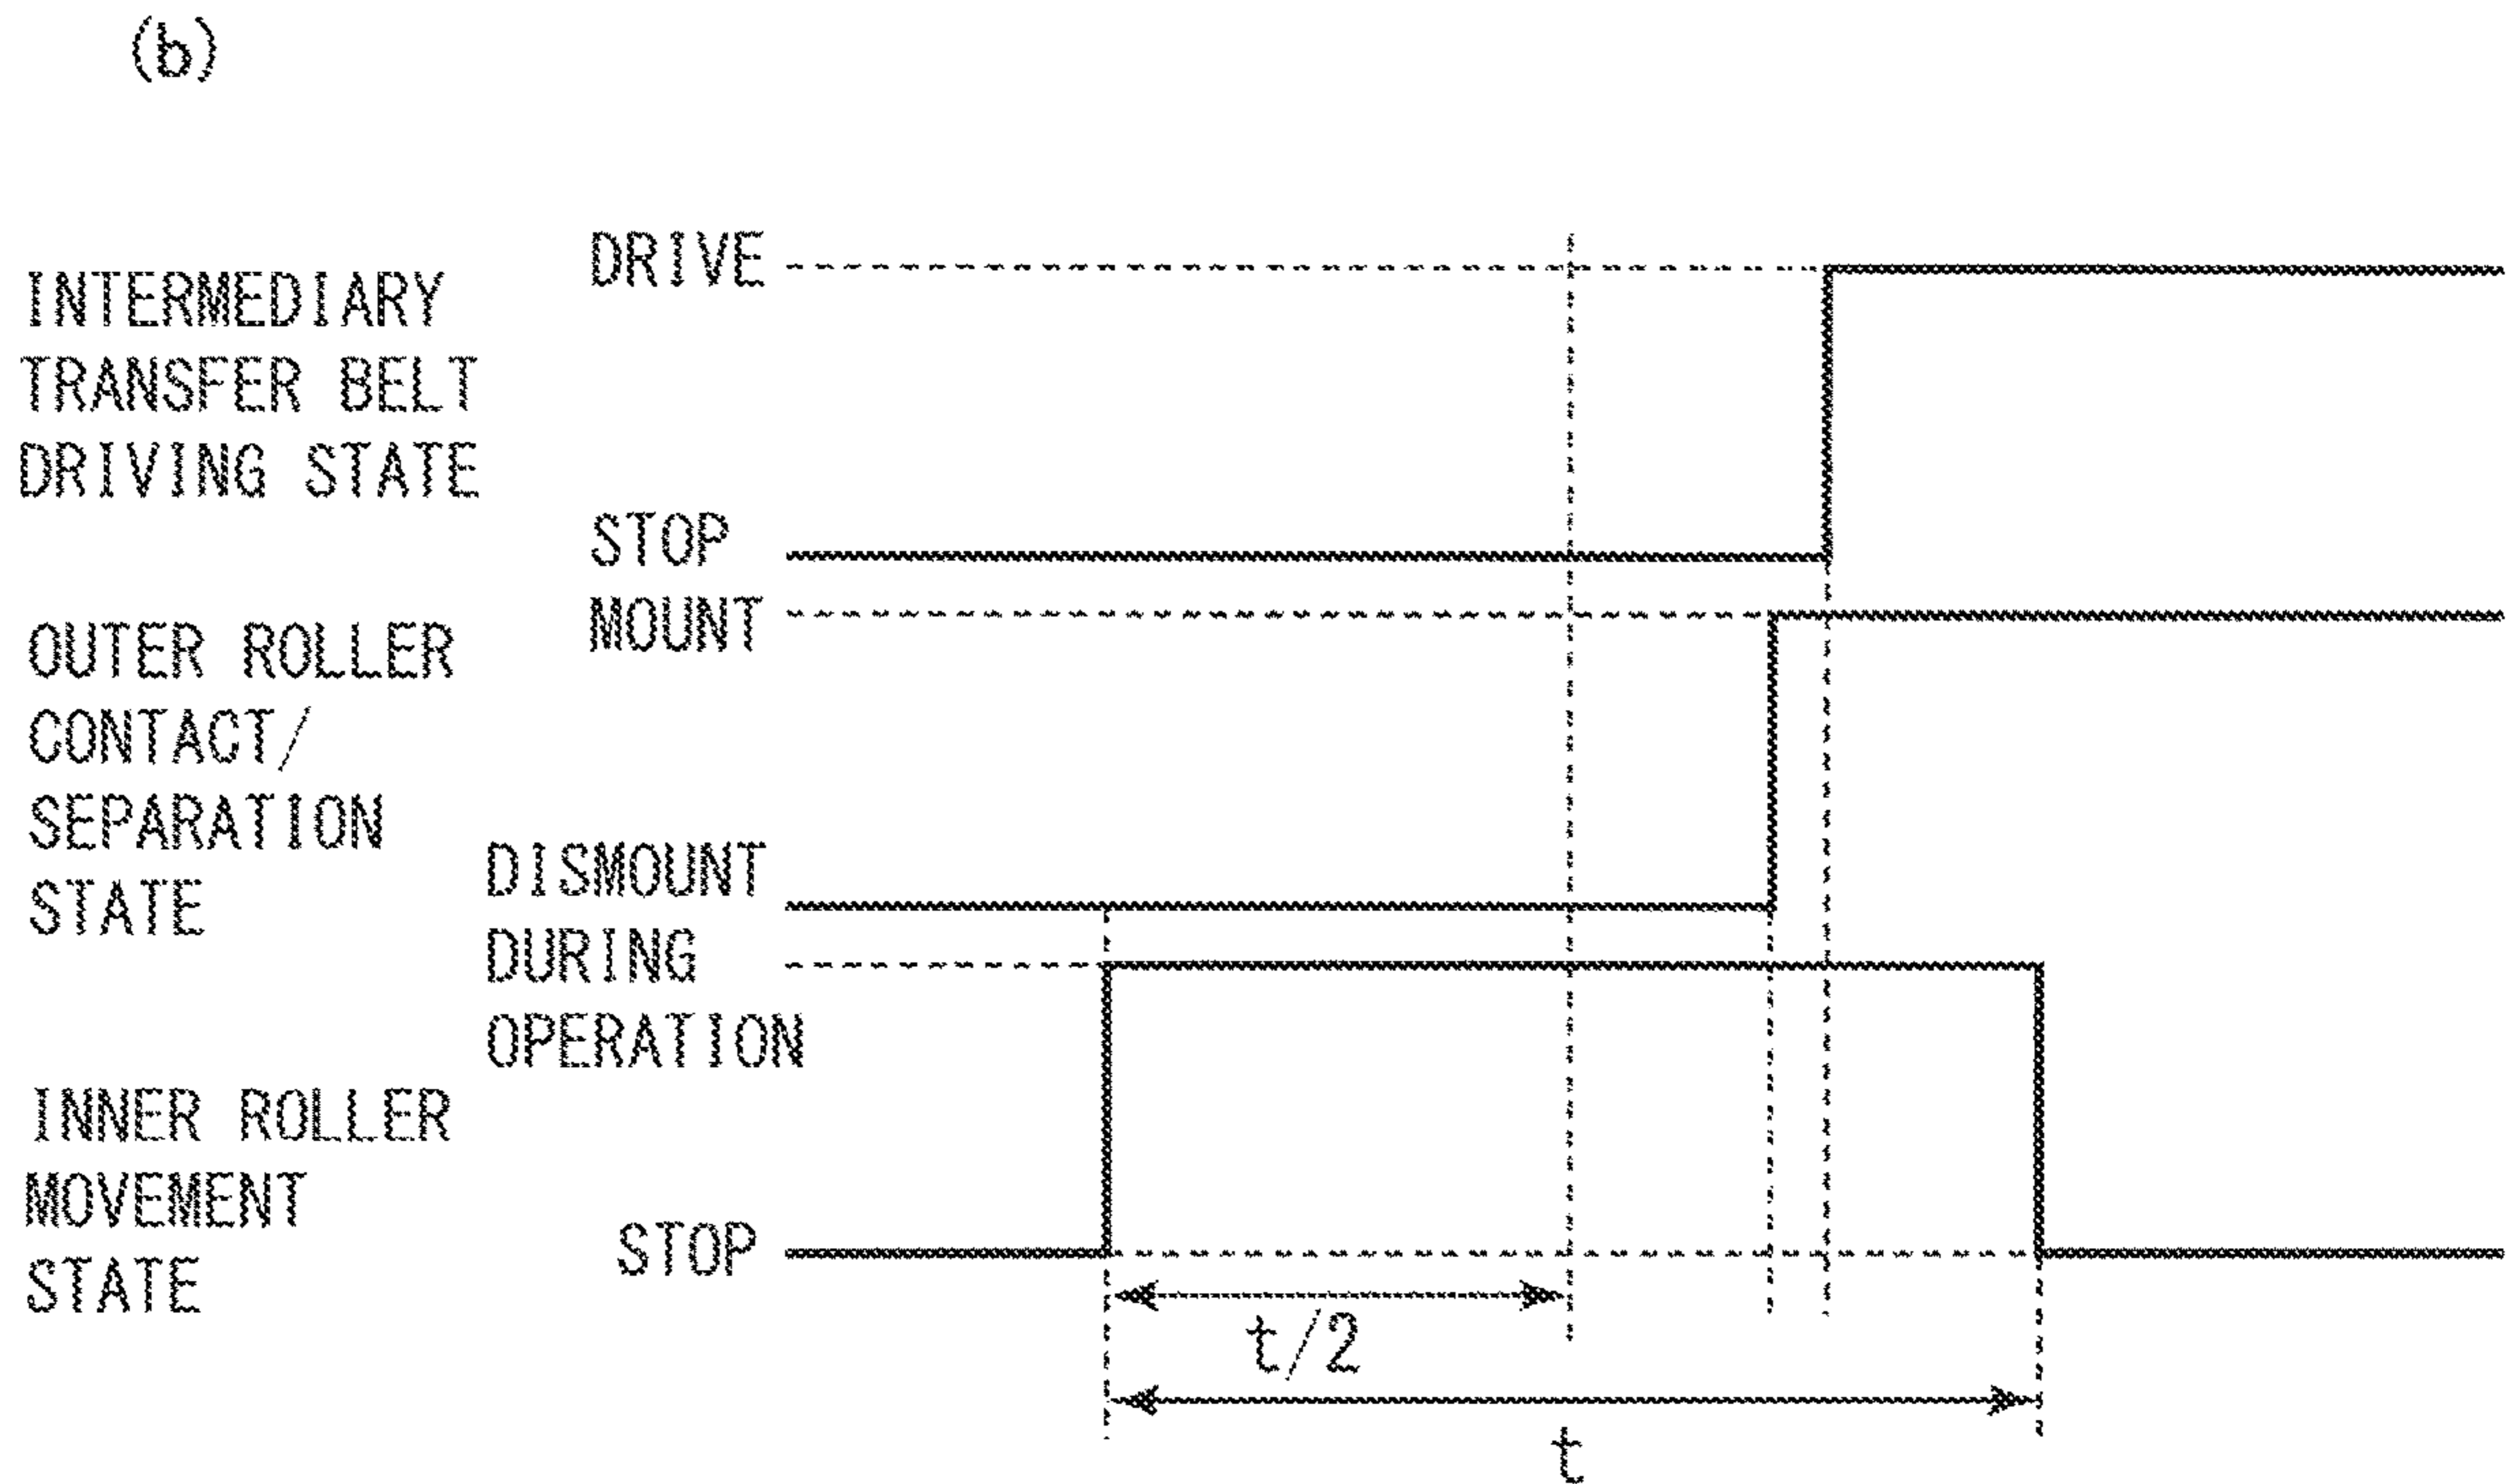 (b)
INTERMEDIARY
TRANSFER BELT
DRIVING STATE
DRIVE
STOP
OUTER ROLLER
CONTACT/
SEPARATION
STATE
MOUNT
DISMOUNT
INNER ROLLER
MOVEMENT
STATE
DURING
OPERATION
STOP
t/2
t